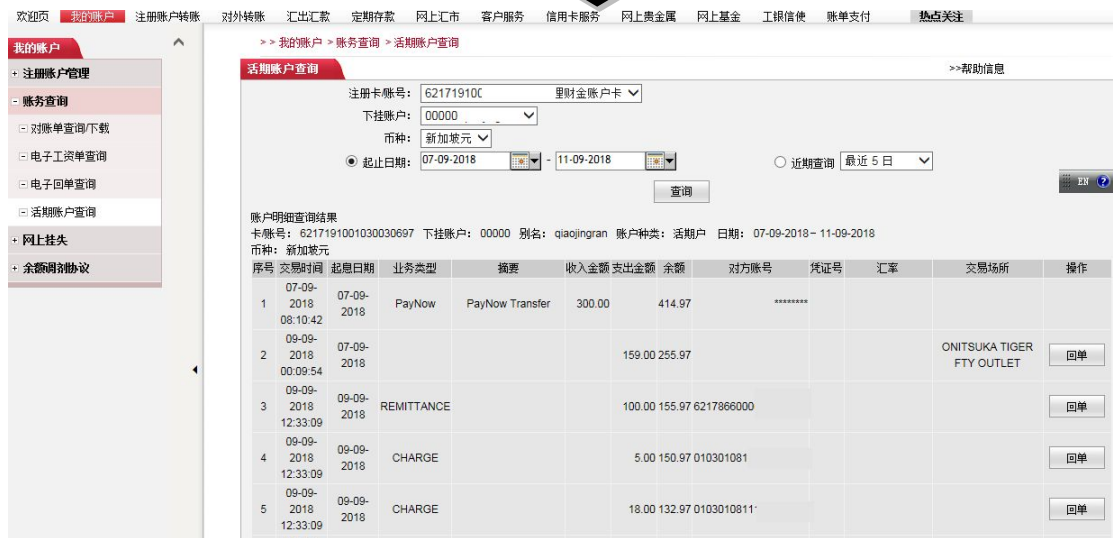 欢迎页 我的账户 注册账户转账 对外转账 汇出汇款 定期存款 网上汇市 客户服务 信用卡服务 网上贵金属 网上基金 工银信使 账单支付 热点关注
我的账户
+ 注册账户管理
- 账务查询
- 对账单查询/下载
- 电子工资单查询
- 电子回单查询
- 活期账户查询
+ 网上挂失
+ 余额调剂协议
>> 我的账户 > 账务查询 > 活期账户查询
活期账户查询 >>帮助信息
注册卡/账号： 62171910 理财金账户卡
下挂账户： 00000
币种： 新加坡元
起止日期： 07-09-2018 - 11-09-2018 近期查询 最近 5 日
查询
EN ?
账户明细查询结果
卡/账号： 6217191001030030697 下挂账户： 00000 别名： qiaojingran 账户种类： 活期户 日期： 07-09-2018- 11-09-2018
币种： 新加坡元
序号 交易时间 起息日期 业务类型 摘要 收入金额 支出金额 余额 对方账号 凭证号 汇率 交易场所 操作
1 07-09-2018 08:10:42 07-09-2018 PayNow PayNow Transfer 300.00 414.97 ********
2 09-09-2018 00:09:54 07-09-2018 159.00 255.97 ONITSUKA TIGER FTY OUTLET 回单
3 09-09-2018 12:33:09 09-09-2018 REMITTANCE 100.00 155.97 6217866000 回单
4 09-09-2018 12:33:09 09-09-2018 CHARGE 5.00 150.97 010301081 回单
5 09-09-2018 12:33:09 09-09-2018 CHARGE 18.00 132.97 0103010811 回单